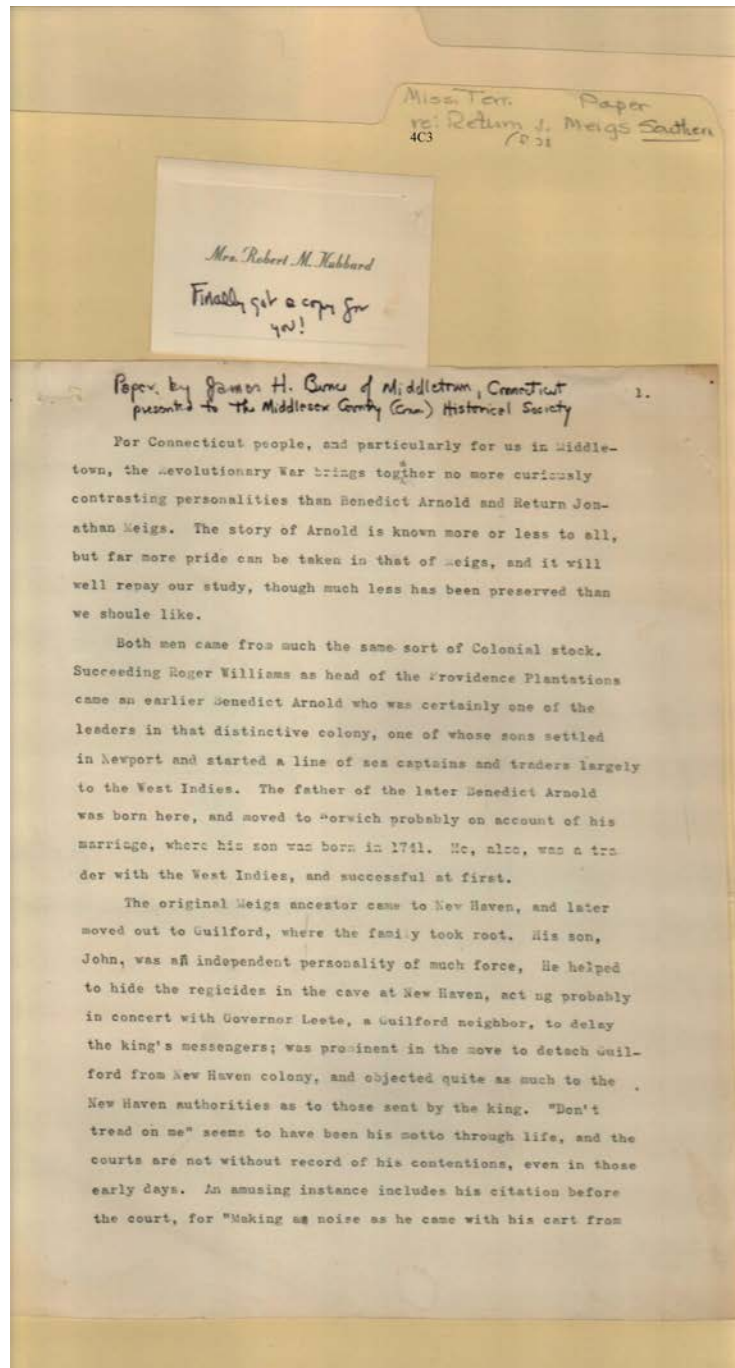 Miss. Terr. Paper
re: Return J. Meigs Southern
4C3
Mrs. Robert M. Hubbard
Finally got a copy for
you!
Paper, by James H. Bunce of Middletown, Connecticut
presented to The Middlesex County (Conn) Historical Society
1.
For Connecticut people, and particularly for us in Middle-
town, the Revolutionary War brings together no more curiously
contrasting personalities than Benedict Arnold and Return Jon-
athan Meigs. The story of Arnold is known more or less to all,
but far more pride can be taken in that of Meigs, and it will
well repay our study, though much less has been preserved than
we shoule like.
Both men came from much the same sort of Colonial stock.
Succeeding Roger Williams as head of the Providence Plantations
came an earlier Benedict Arnold who was certainly one of the
leaders in that distinctive colony, one of whose sons settled
in Newport and started a line of sea captains and traders largely
to the West Indies. The father of the later Benedict Arnold
was born here, and moved to Norwich probably on account of his
marriage, where his son was born in 1741. He, also, was a tra
der with the West Indies, and successful at first.
The original Meigs ancestor came to New Haven, and later
moved out to Guilford, where the family took root. His son,
John, was an independent personality of much force, He helped
to hide the regicides in the cave at New Haven, act ng probably
in concert with Governor Leete, a Guilford neighbor, to delay
the king's messengers; was prominent in the move to detach Guil-
ford from New Haven colony, and objected quite as much to the
New Haven authorities as to those sent by the king. "Don't
tread on me" seems to have been his motto through life, and the
courts are not without record of his contentions, even in those
early days. An amusing instance includes his citation before
the court, for "Making a noise as he came with his cart from